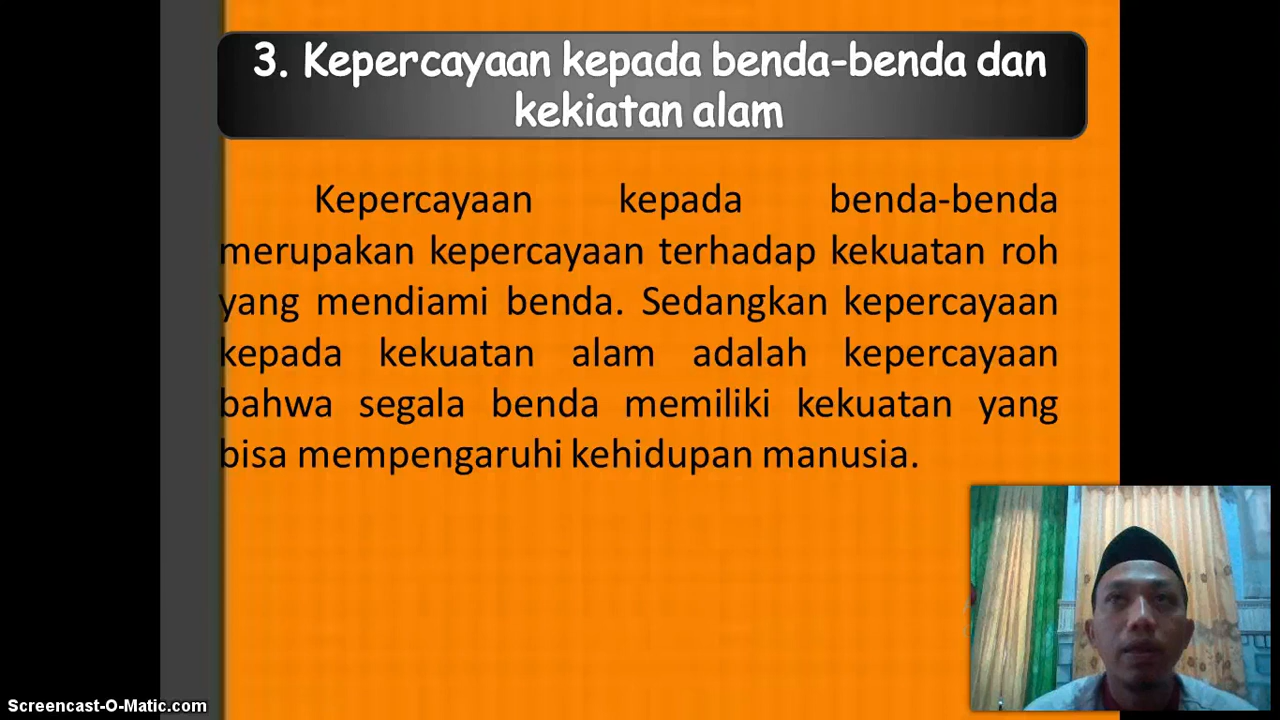 3. Kepercayaan kepada benda-benda dan
kekiatan alam
Kepercayaan kepada benda-benda
merupakan kepercayaan terhadap kekuatan roh
yang mendiami benda. Sedangkan kepercayaan
kepada kekuatan alam adalah kepercayaan
bahwa segala benda memiliki kekuatan yang
bisa mempengaruhi kehidupan manusia.
Screencast-O-Matic.com